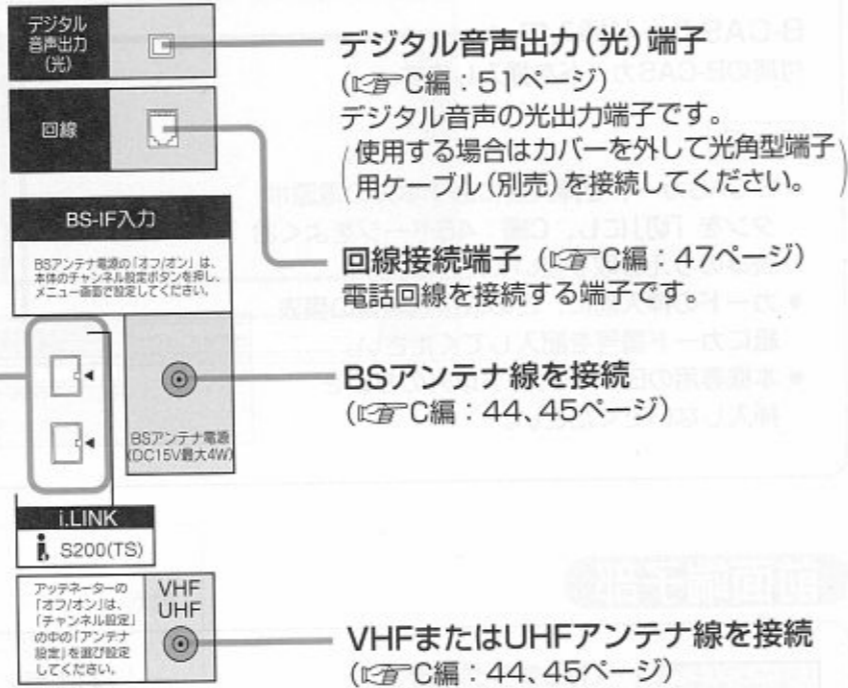 デジタル
音声出力
(光)
デジタル音声出力(光)端子
(☞C編：51ページ)
デジタル音声の光出力端子です。
(使用する場合はカバーを外して光角型端子
用ケーブル(別売)を接続してください。)
回線
回線接続端子 (☞C編：47ページ)
電話回線を接続する端子です。
BS-IF入力
BSアンテナ電源の「オフ/オン」は、
本体のチャンネル設定ボタンを押し、
メニュー画面で設定してください。
BSアンテナ線を接続
(☞C編：44、45ページ)
BSアンテナ電源
(DC15V最大4W)
i.LINK
i S200(TS)
アッテネーターの
「オフ/オン」は、
「チャンネル設定」
の中の「アンテナ
設定」を選び設定
してください。
VHF
UHF
VHFまたはUHFアンテナ線を接続
(☞C編：44、45ページ)